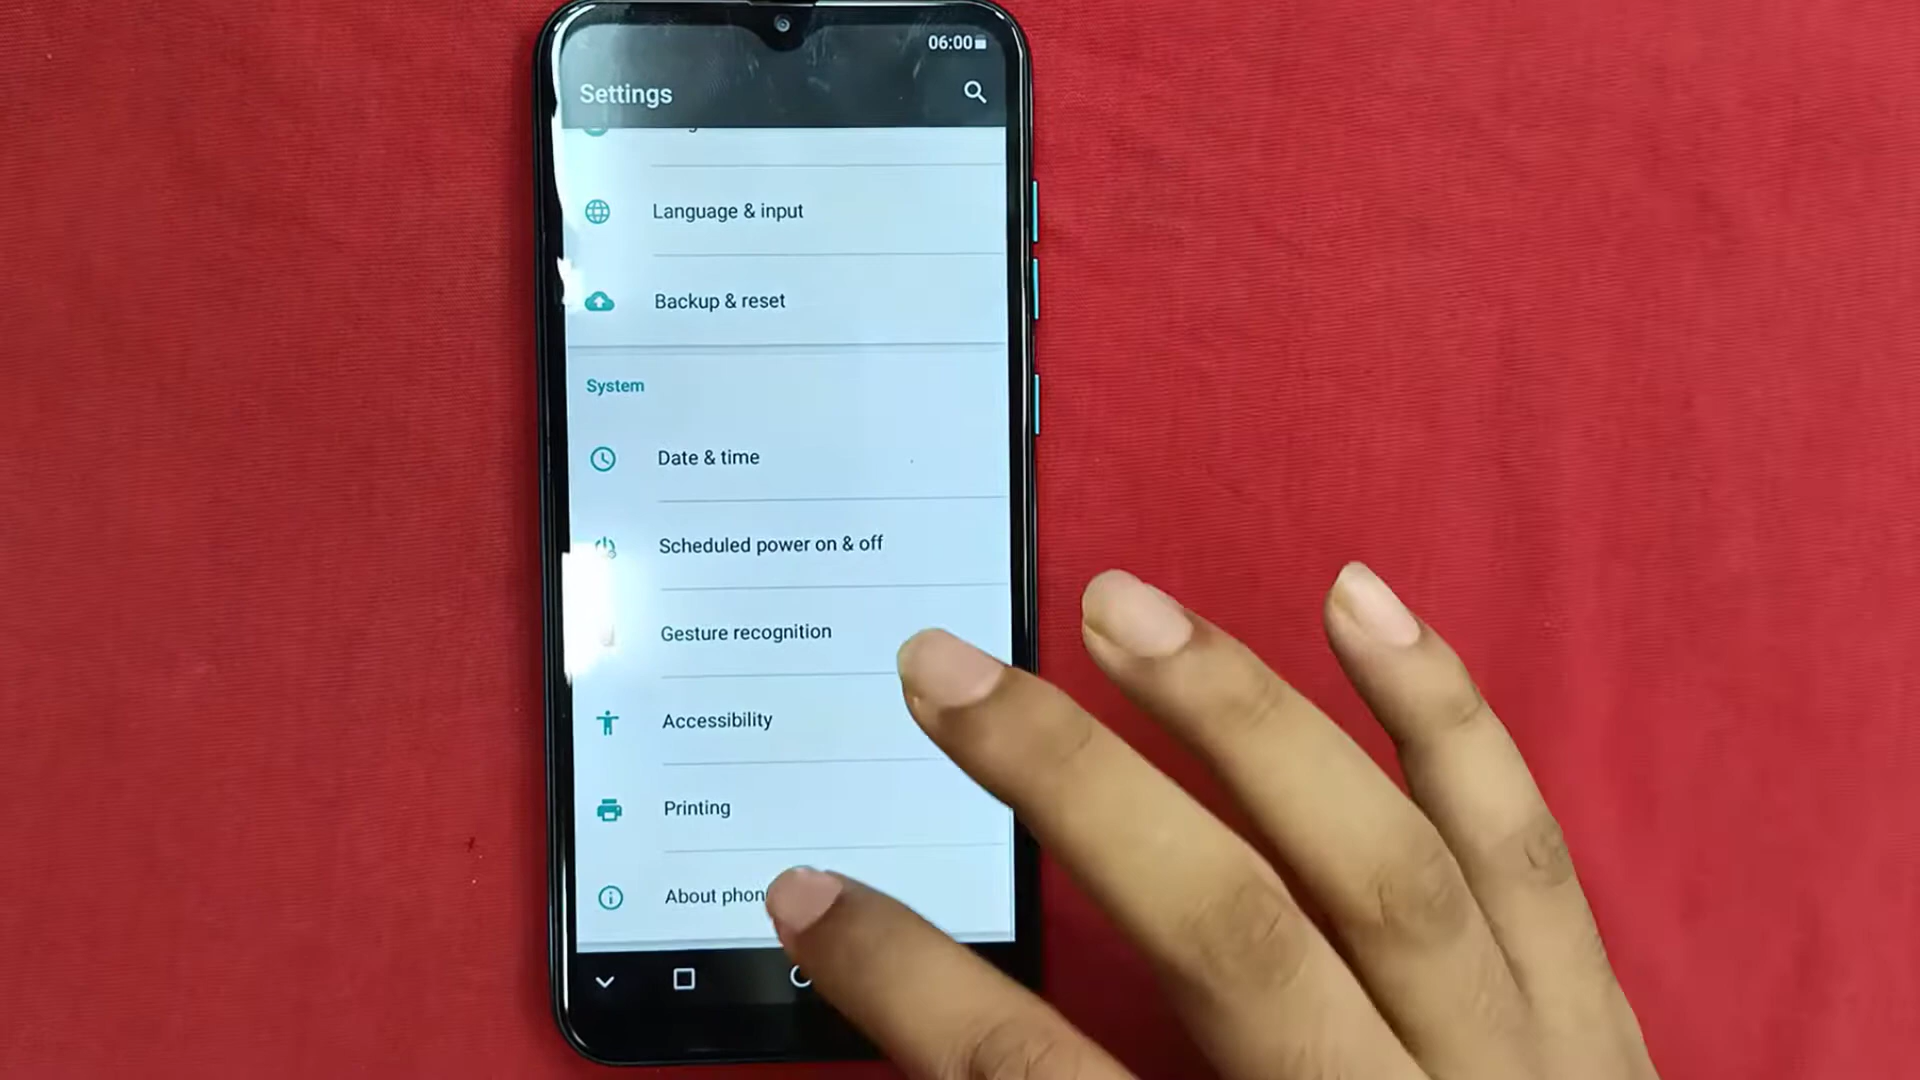 06:00
Settings
Language & input
Backup & reset
System
Date & time
Scheduled power on & off
Gesture recognition
Accessibility
Printing
About phon